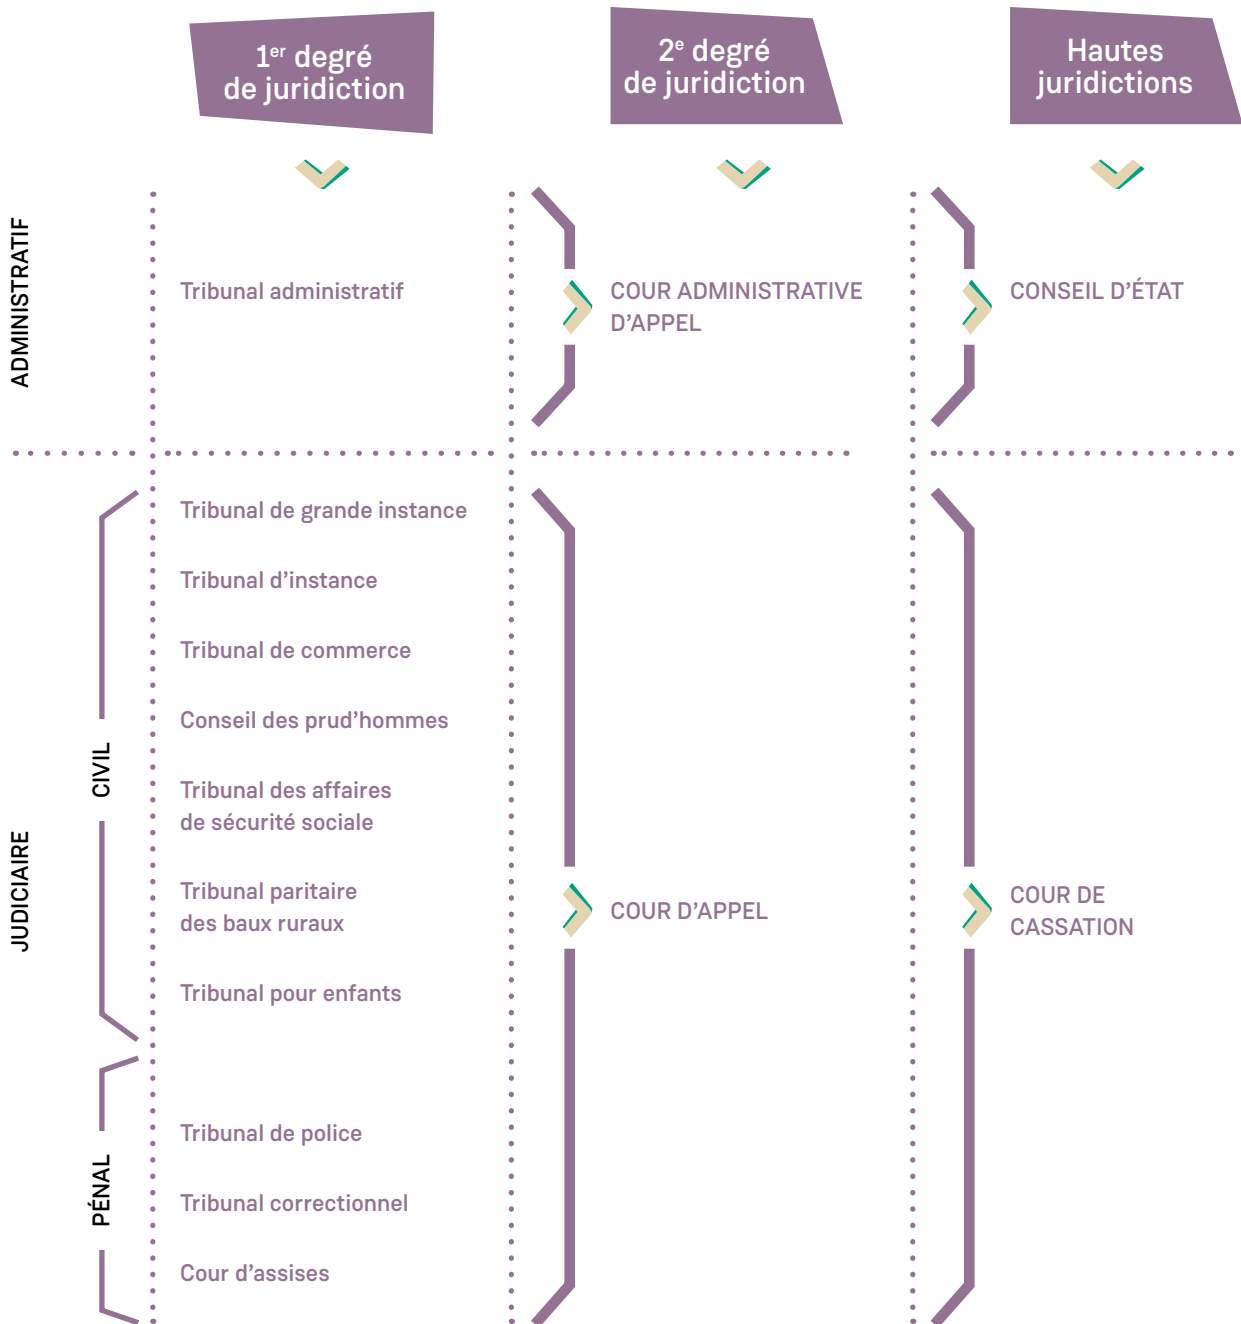 1er degré
de juridiction
2e degré
de juridiction
Hautes
juridictions
ADMINISTRATIF
Tribunal administratif
COUR ADMINISTRATIVE
D’APPEL
CONSEIL D’ÉTAT
JUDICIAIRE
CIVIL
Tribunal de grande instance
Tribunal d’instance
Tribunal de commerce
Conseil des prud’hommes
Tribunal des affaires
de sécurité sociale
Tribunal paritaire
des baux ruraux
Tribunal pour enfants
PÉNAL
Tribunal de police
Tribunal correctionnel
Cour d’assises
COUR D’APPEL
COUR DE
CASSATION